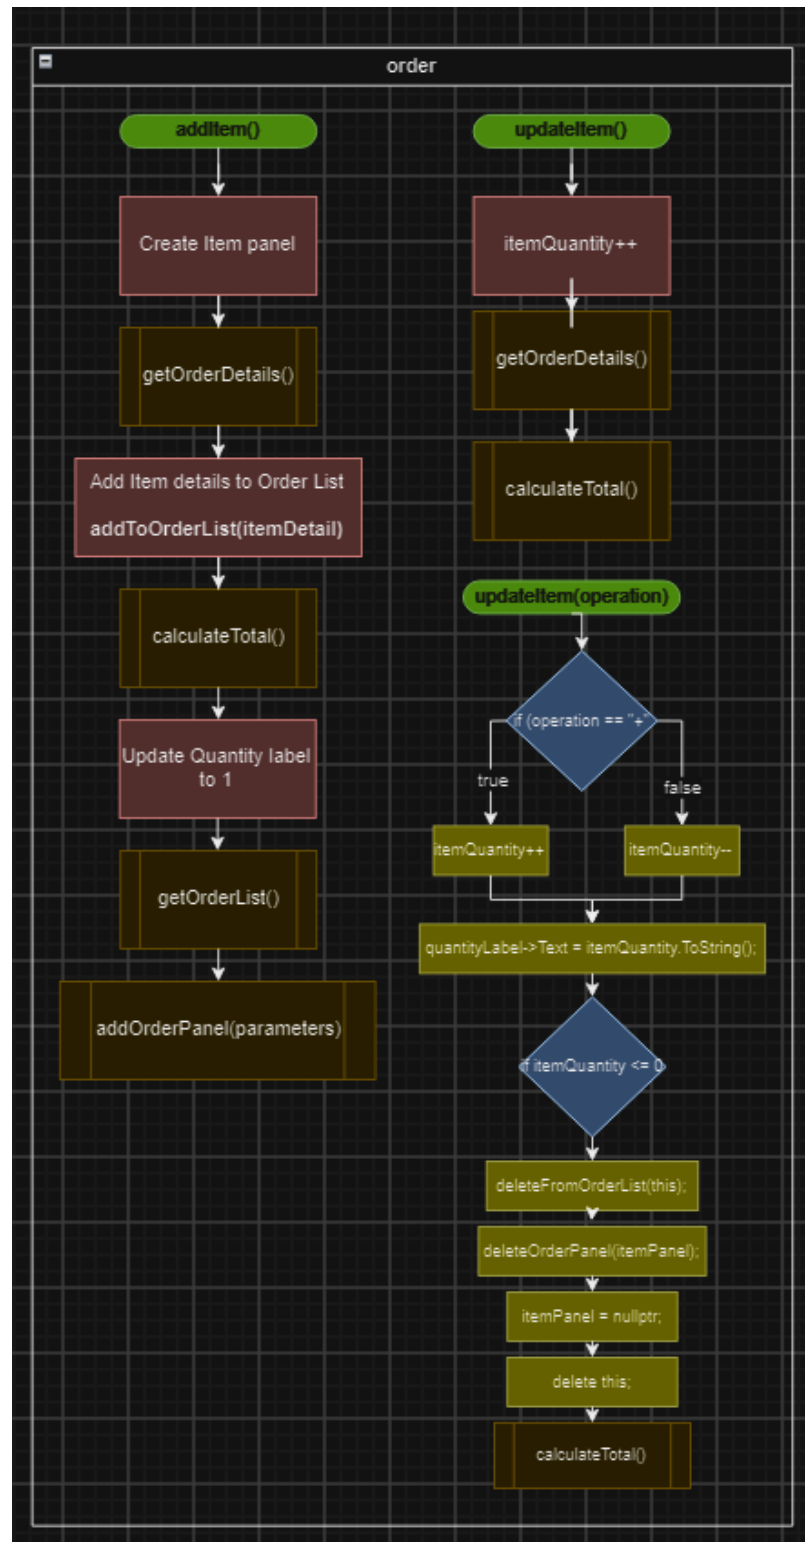 order
addItem()
Create Item panel
getOrderDetails()
Add Item details to Order List
addToOrderList(itemDetail)
calculateTotal()
Update Quantity label
to 1
getOrderList()
addOrderPanel(parameters)
updateItem()
itemQuantity++
getOrderDetails()
calculateTotal()
updateItem(operation)
if (operation == "+"
true
false
itemQuantity++
itemQuantity--
quantityLabel->Text = itemQuantity.ToString();
if itemQuantity <= 0
deleteFromOrderList(this);
deleteOrderPanel(itemPanel);
itemPanel = nullptr;
delete this;
calculateTotal()